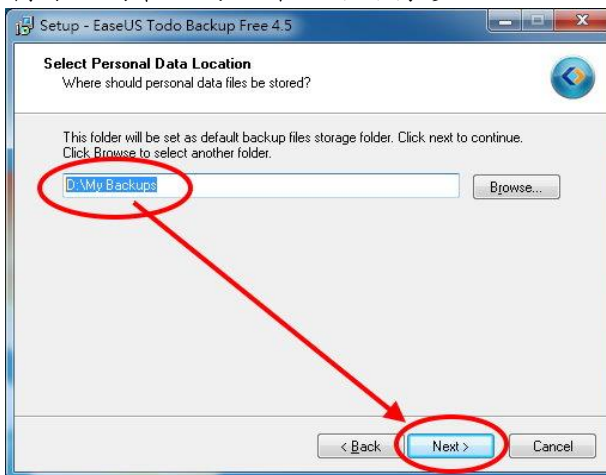 Setup - EaseUS Todo Backup Free 4.5
Select Personal Data Location
Where should personal data files be stored?
This folder will be set as default backup files storage folder. Click next to continue.
Click Browse to select another folder.
D:\My Backups
Browse...
< Back
Next >
Cancel